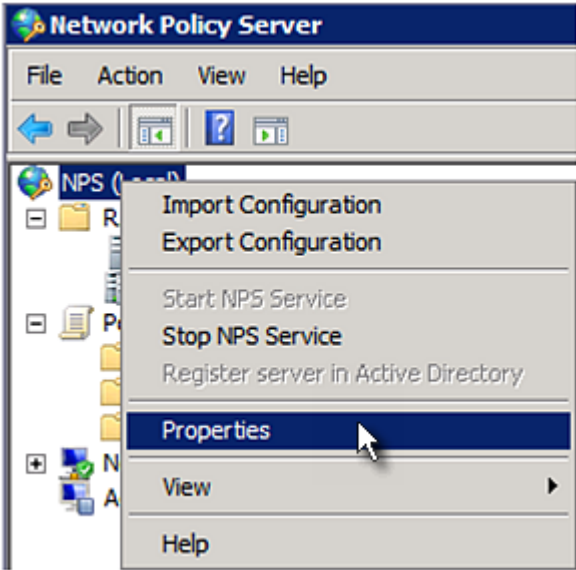 Network Policy Server
File Action View Help
NPS (Local)
Import Configuration
Export Configuration
Start NPS Service
Stop NPS Service
Register server in Active Directory
Properties
View
Help